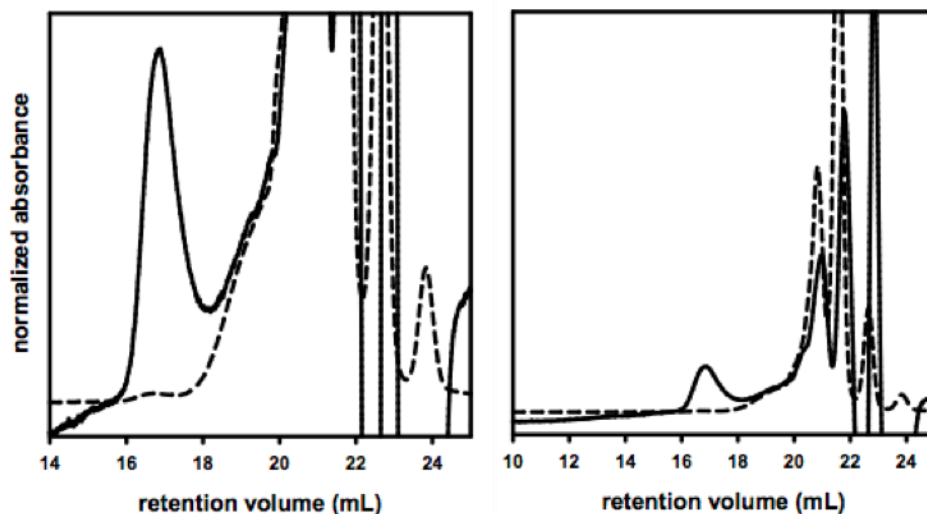 normalized absorbance
14 16 18 20 22 24
retention volume (mL)
10 12 14 16 18 20 22 24
retention volume (mL)